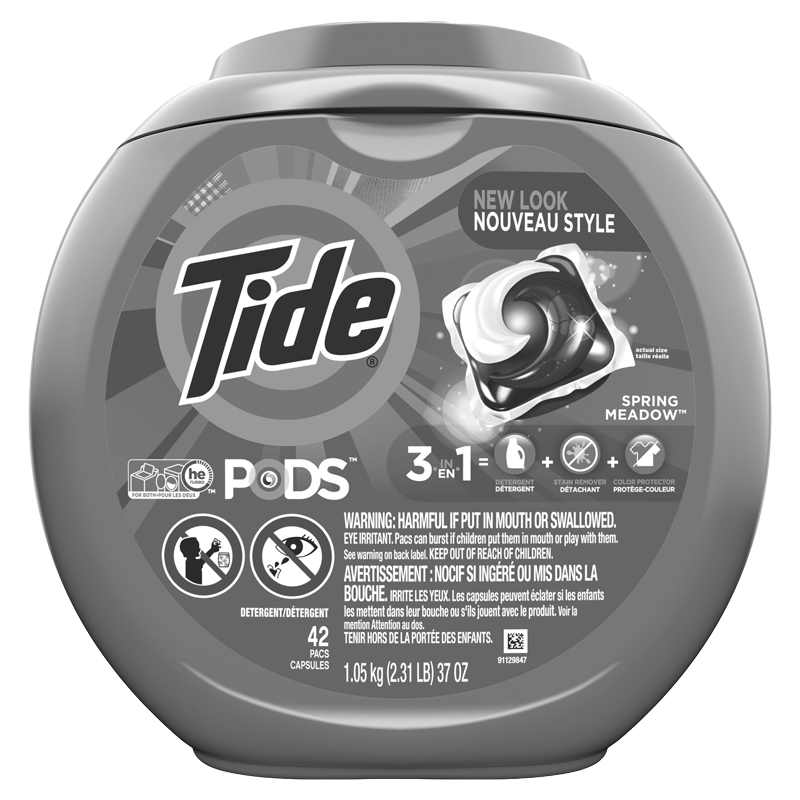 NEW LOOK
NOUVEAU STYLE
Tide®
actual size
taille réelle
SPRING
MEADOW™
he
TURBO
™
FOR BOTH•POUR LES DEUX
PODS™
3 IN EN 1 = + +
DETERGENT
DÉTERGENT
STAIN REMOVER
DÉTACHANT
COLOR PROTECTOR
PROTÈGE-COULEUR
WARNING: HARMFUL IF PUT IN MOUTH OR SWALLOWED.
EYE IRRITANT. Pacs can burst if children put them in mouth or play with them.
See warning on back label. KEEP OUT OF REACH OF CHILDREN.
AVERTISSEMENT : NOCIF SI INGÉRÉ OU MIS DANS LA
BOUCHE. IRRITE LES YEUX. Les capsules peuvent éclater si les enfants
les mettent dans leur bouche ou s'ils jouent avec le produit. Voir la
mention Attention au dos.
TENIR HORS DE LA PORTÉE DES ENFANTS.
DETERGENT/DÉTERGENT
42
PACS
CAPSULES
1.05 kg (2.31 LB) 37 OZ
91129847